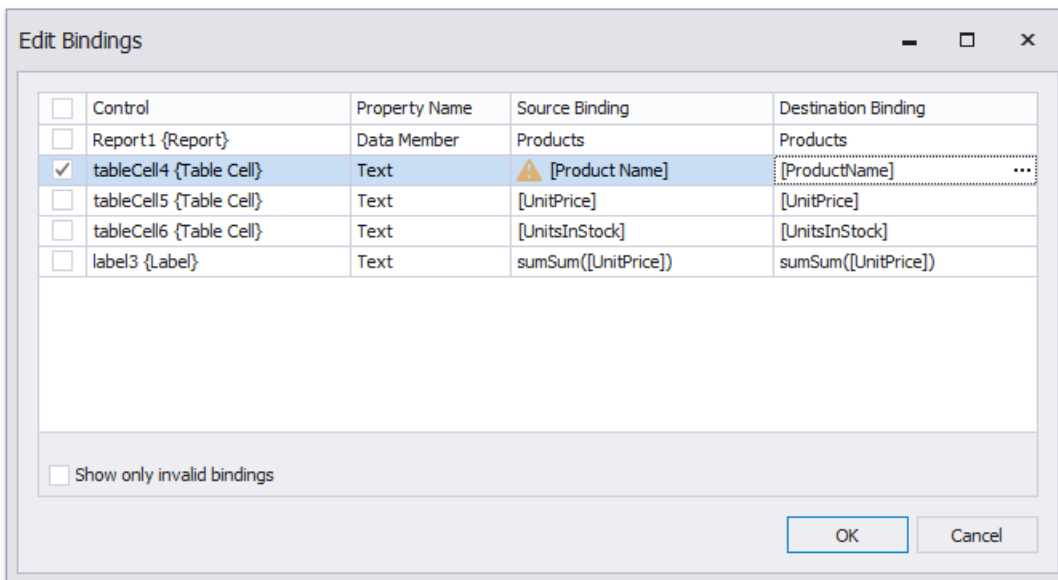 Edit Bindings
Control Property Name Source Binding Destination Binding
Report1 {Report} Data Member Products Products
tableCell4 {Table Cell} Text [Product Name] [ProductName] ...
tableCell5 {Table Cell} Text [UnitPrice] [UnitPrice]
tableCell6 {Table Cell} Text [UnitsInStock] [UnitsInStock]
label3 {Label} Text sumSum([UnitPrice]) sumSum([UnitPrice])
Show only invalid bindings
OK Cancel